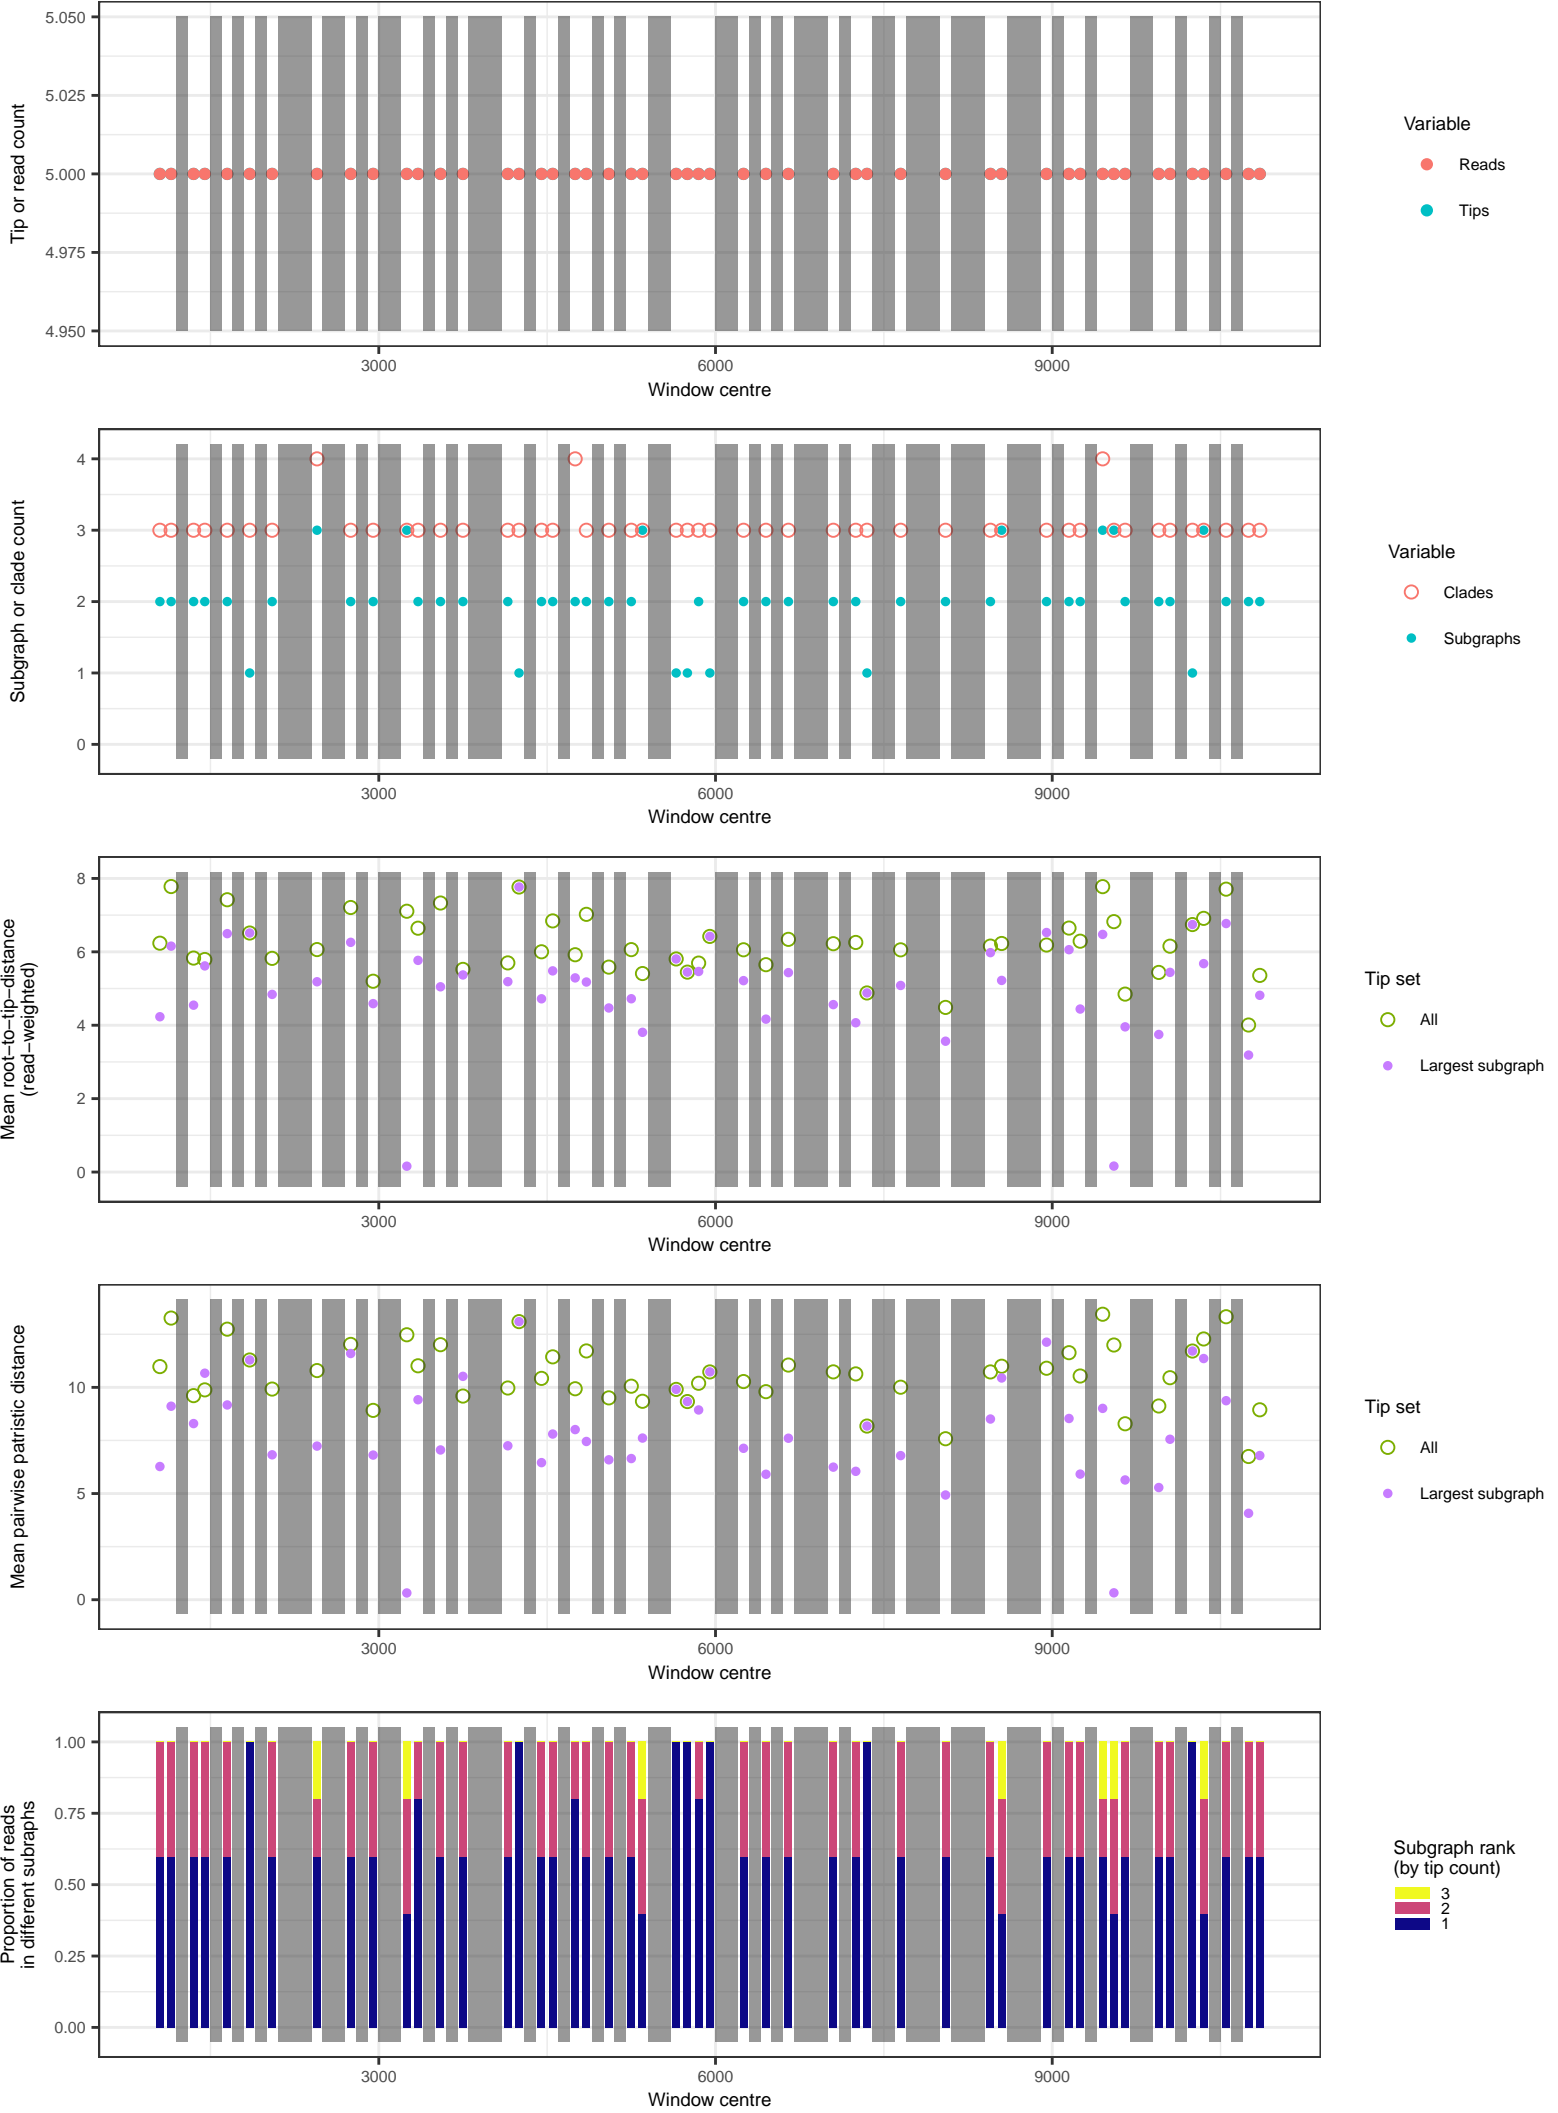 5.050
5.025
5.000
4.975
4.950
Tip or read count
3000 6000 9000
Window centre
Variable
Reads
Tips
4
3
2
1
0
Subgraph or clade count
3000 6000 9000
Window centre
Variable
Clades
Subgraphs
8
6
4
2
0
Mean root−to−tip−distance
(read−weighted)
3000 6000 9000
Window centre
Tip set
All
Largest subgraph
10
5
0
Mean pairwise patristic distance
3000 6000 9000
Window centre
Tip set
All
Largest subgraph
1.00
0.75
0.50
0.25
0.00
Proportion of reads
in different subraphs
3000 6000 9000
Window centre
Subgraph rank
(by tip count)
3
2
1